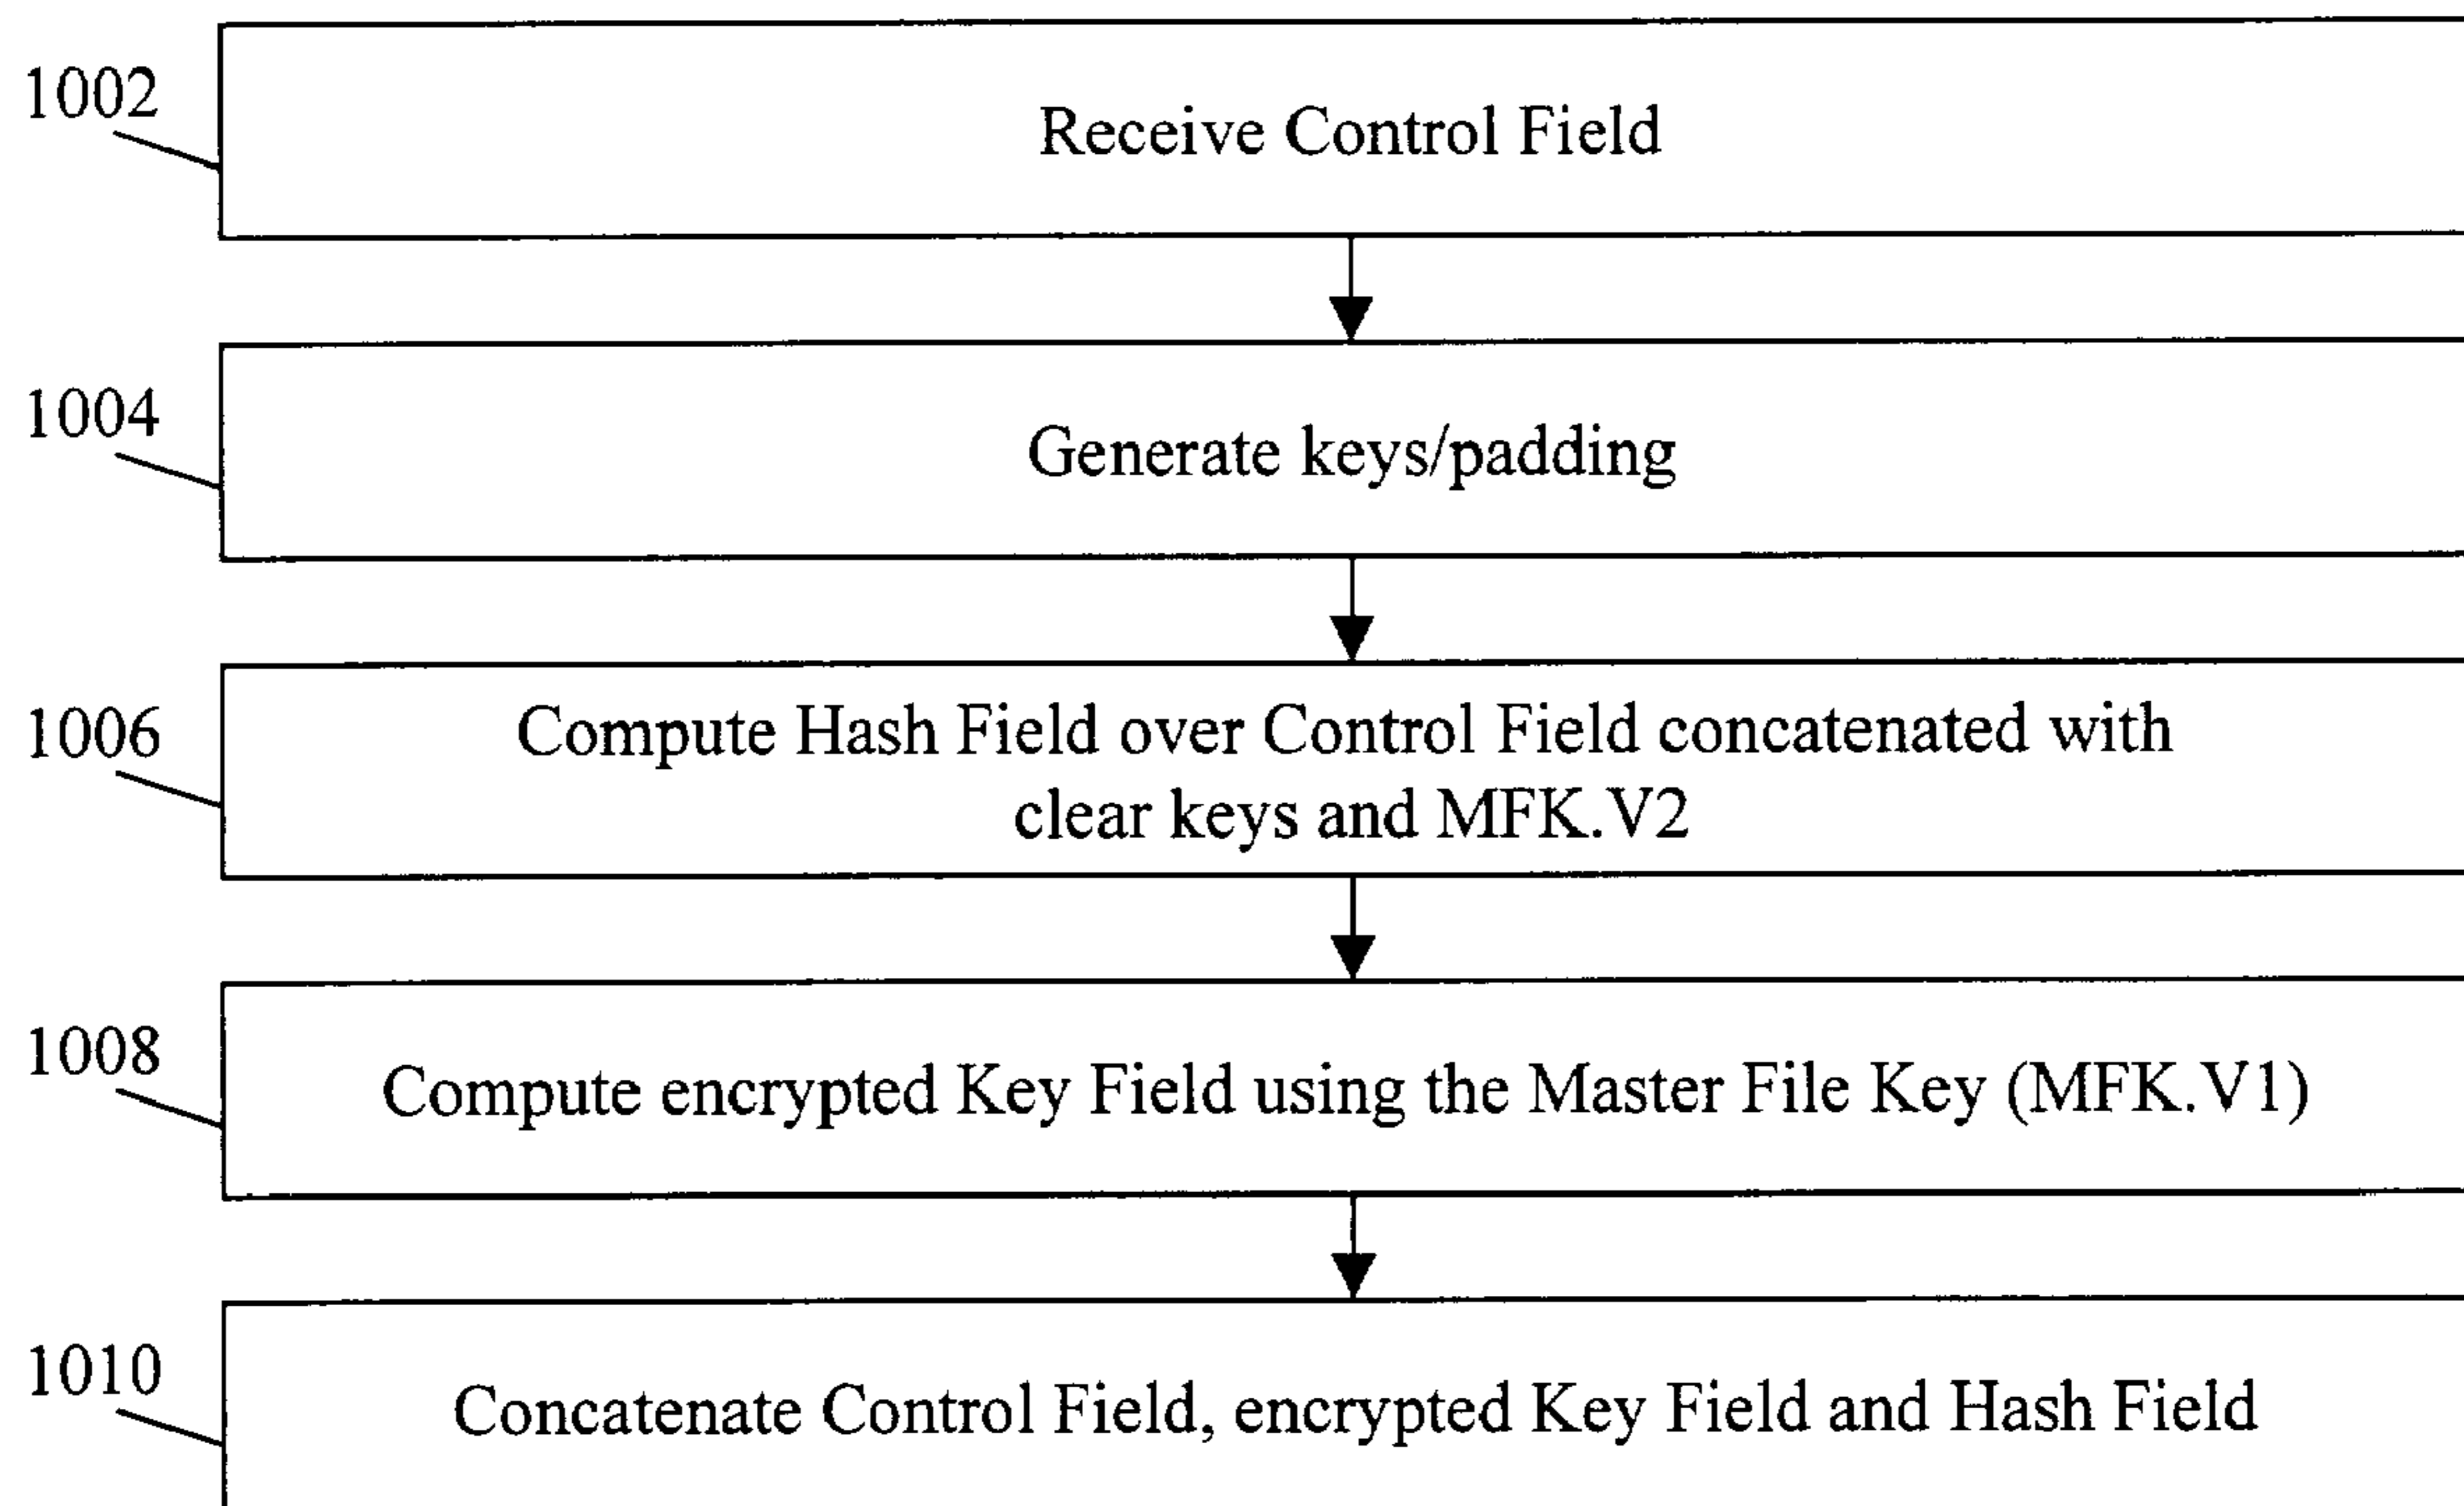 1002
Receive Control Field
1004
Generate keys/padding
1006
Compute Hash Field over Control Field concatenated with
clear keys and MFK.V2
1008
Compute encrypted Key Field using the Master File Key (MFK.V1)
1010
Concatenate Control Field, encrypted Key Field and Hash Field